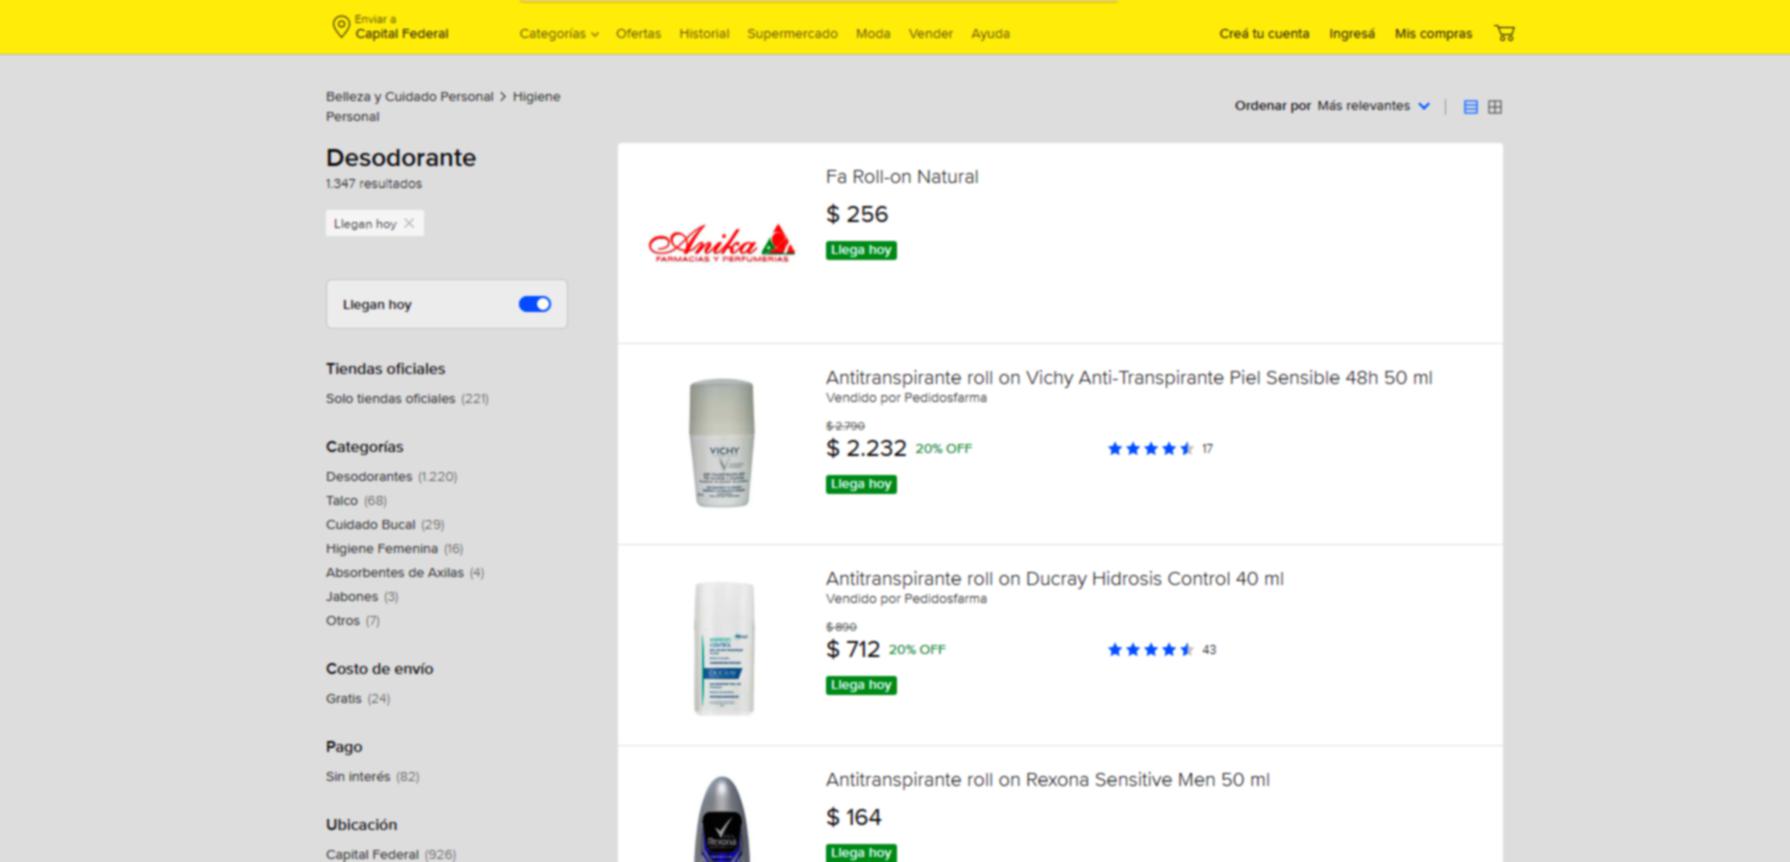 Enviar a
Capital Federal
Categorías
Ofertas
Historial
Supermercado
Moda
Vender
Ayuda
Creá tu cuenta
Ingresá
Mis compras
Belleza y Cuidado Personal > Higiene
Personal
Ordenar por Más relevantes
Desodorante
1.347 resultados
Llegan hoy
Llegan hoy
Tiendas oficiales
Solo tiendas oficiales (221)
Categorías
Desodorantes (1.220)
Talco (68)
Cuidado Bucal (29)
Higiene Femenina (16)
Absorbentes de Axilas (4)
Jabones (3)
Otros (7)
Costo de envío
Gratis (24)
Pago
Sin interés (82)
Ubicación
Capital Federal (926)
Anika
FARMACIAS Y PERFUMERIAS
Fa Roll-on Natural
$ 256
Llega hoy
VICHY
Antitranspirante roll on Vichy Anti-Transpirante Piel Sensible 48h 50 ml
Vendido por Pedidosfarma
$ 2.790
$ 2.232 20% OFF
17
Llega hoy
Antitranspirante roll on Ducray Hidrosis Control 40 ml
Vendido por Pedidosfarma
$ 890
$ 712 20% OFF
43
Llega hoy
Rexona
Antitranspirante roll on Rexona Sensitive Men 50 ml
$ 164
Llega hoy